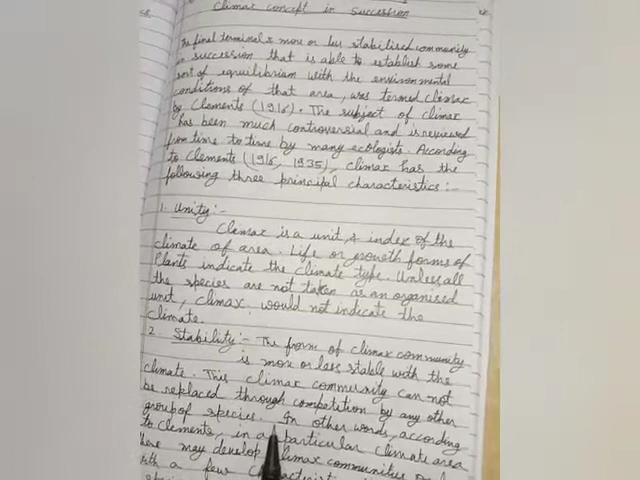 Climax concept in succession
The final terminal & more or less stabilised community
in succession that is able to establish some
sort of equilibrium with the environmental
conditions of that area, was termed climax
by Clements (1916). The subject of climax
has been much controversial and is reviewed
from time to time by many ecologists. According
to Clements (1916, 1935), climax has the
following three principal characteristics:-
1. Unity:-
Climax is a unit, & index of the
climate of area. Life or growth forms of
Plants indicate the climate type. Unless all
the species are not taken as an organised
unit, climax would not indicate the
climate.
2. Stability:- The form of climax community
is more or less stable with the
climate. This climax community can not
be replaced through competition by any other
group of species. In other words, according
to Clements, in a particular climate area
there may develop climax communities
with a few